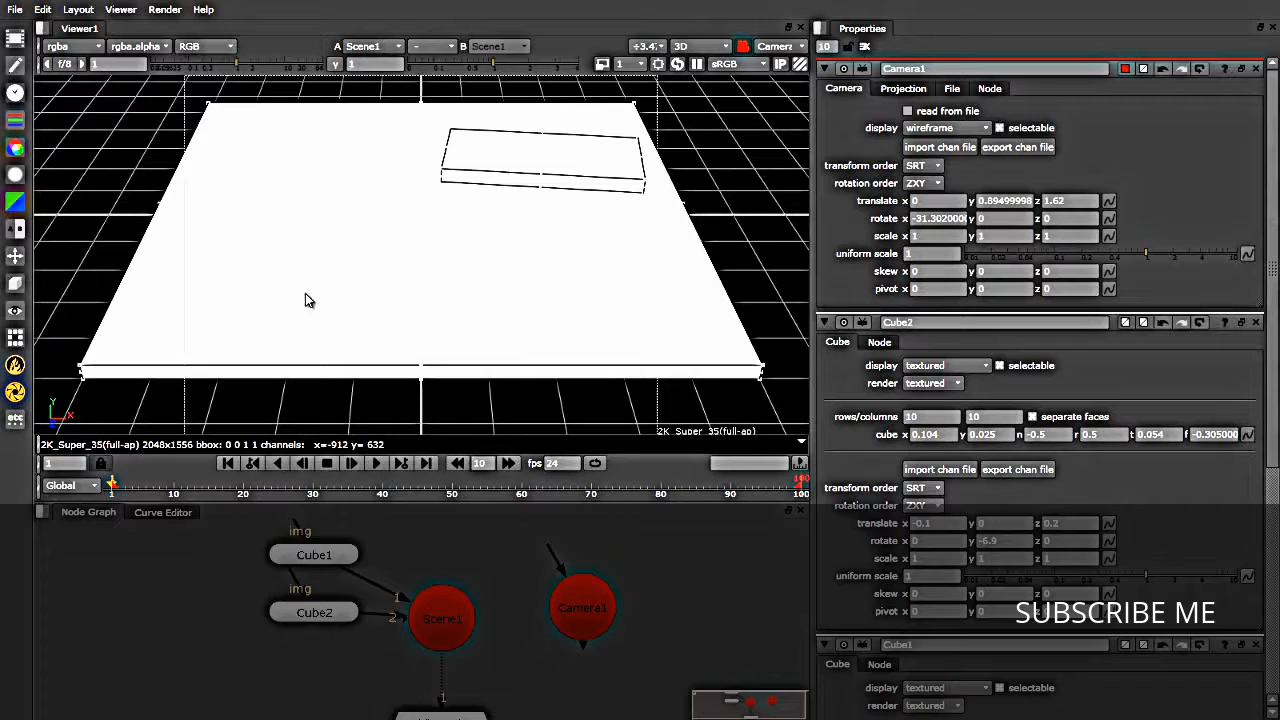 File Edit Layout Viewer Render Help
Viewer1
rgba rgba.alpha RGB A Scene1 - B Scene1 ÷3.4 3D Camera
f/8 1 Y 1 1 sRGB IP
2K_Super_35(full-ap)
2K_Super_35(full-ap) 2048x1556 bbox: 0 0 1 1 channels: x=-912 y= 632
1 10 fps 24
Global 1 10 20 30 40 50 60 70 80 90 100
Node Graph Curve Editor
img
Cube1
img
Cube2
1
2
Scene1
Camera1
1
Properties
10
Camera1
Camera Projection File Node
read from file
display wireframe selectable
import chan file export chan file
transform order SRT
rotation order ZXY
translate x 0 y 0.89499998 z 1.62
rotate x -31.302000 y 0 z 0
scale x 1 y 1 z 1
uniform scale 1
skew x 0 y 0 z 0
pivot x 0 y 0 z 0
Cube2
Cube Node
display textured selectable
render textured
rows/columns 10 10 separate faces
cube x 0.104 y 0.025 n -0.5 r 0.5 t 0.054 f -0.305000
import chan file export chan file
transform order SRT
rotation order ZXY
translate x -0.1 y 0 z 0.2
rotate x 0 y -6.9 z 0
scale x 1 y 1 z 1
uniform scale 1
skew x 0 y 0 z 0
pivot x 0 y 0 z 0
SUBSCRIBE ME
Cube1
Cube Node
display textured selectable
render textured
etc